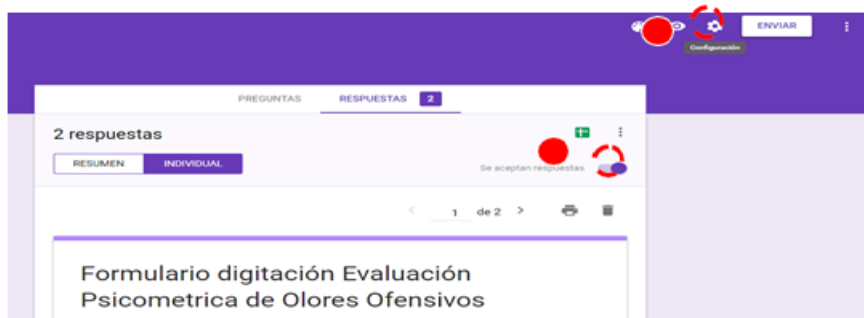 ENVIAR
Configuración
PREGUNTAS RESPUESTAS 2
2 respuestas
RESUMEN INDIVIDUAL
Se aceptan respuestas
< 1 de 2 >
Formulario digitación Evaluación
Psicometrica de Olores Ofensivos